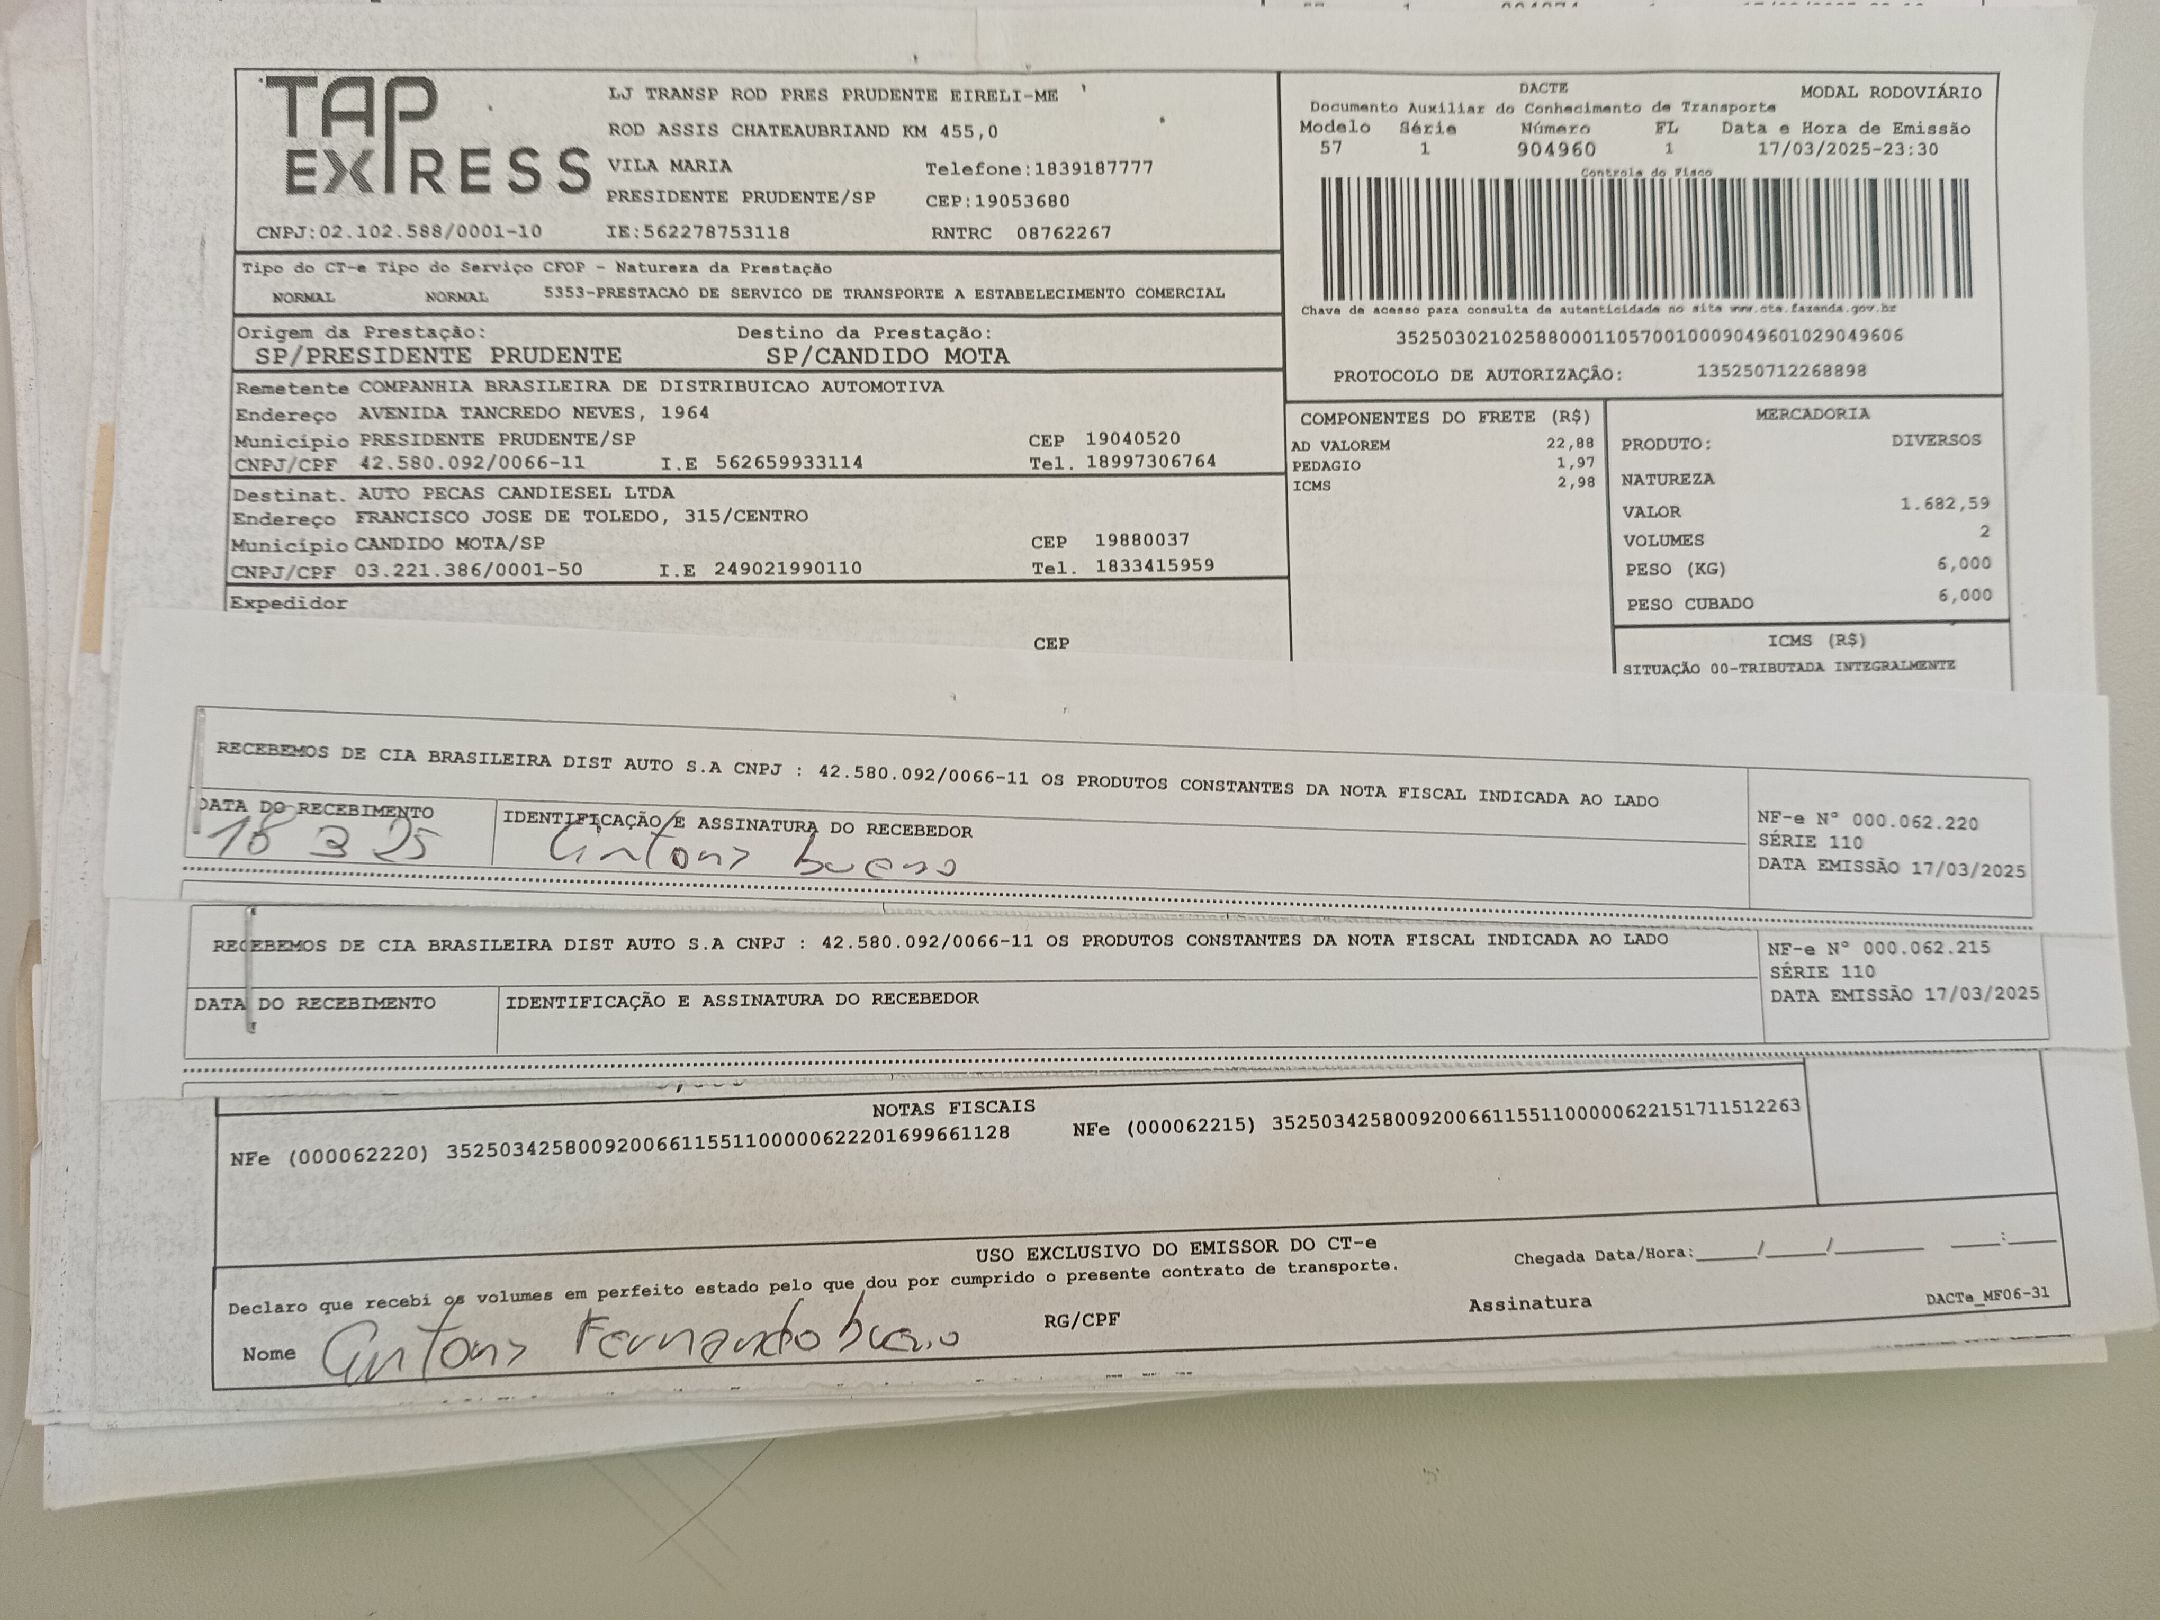 TAP EXPRESS
LJ TRANSP ROD PRES PRUDENTE EIRELI-ME
ROD ASSIS CHATEAUBRIAND KM 455,0
VILA MARIA Telefone:1839187777
PRESIDENTE PRUDENTE/SP CEP:19053680
CNPJ:02.102.588/0001-10 IE:562278753118 RNTRC 08762267
DACTE MODAL RODOVIÁRIO
Documento Auxiliar do Conhecimento de Transporte
Modelo Série Número FL Data e Hora de Emissão
57 1 904960 1 17/03/2025-23:30
Controle do Fisco
Chave de acesso para consulta de autenticidade no site www.cte.fazenda.gov.br
35250302102588000110570010009049601029049606
PROTOCOLO DE AUTORIZAÇÃO: 135250712268898
Tipo do CT-e Tipo do Serviço CFOP - Natureza da Prestação
NORMAL NORMAL 5353-PRESTACAO DE SERVICO DE TRANSPORTE A ESTABELECIMENTO COMERCIAL
Origem da Prestação: Destino da Prestação:
SP/PRESIDENTE PRUDENTE SP/CANDIDO MOTA
Remetente COMPANHIA BRASILEIRA DE DISTRIBUICAO AUTOMOTIVA
Endereço AVENIDA TANCREDO NEVES, 1964
Município PRESIDENTE PRUDENTE/SP CEP 19040520
CNPJ/CPF 42.580.092/0066-11 I.E 562659933114 Tel. 18997306764
Destinat. AUTO PECAS CANDIESEL LTDA
Endereço FRANCISCO JOSE DE TOLEDO, 315/CENTRO
Município CANDIDO MOTA/SP CEP 19880037
CNPJ/CPF 03.221.386/0001-50 I.E 249021990110 Tel. 1833415959
Expedidor
CEP
COMPONENTES DO FRETE (R$)
AD VALOREM 22,88
PEDAGIO 1,97
ICMS 2,98
MERCADORIA
PRODUTO: DIVERSOS
NATUREZA
VALOR 1.682,59
VOLUMES 2
PESO (KG) 6,000
PESO CUBADO 6,000
ICMS (R$)
SITUAÇÃO 00-TRIBUTADA INTEGRALMENTE
RECEBEMOS DE CIA BRASILEIRA DIST AUTO S.A CNPJ : 42.580.092/0066-11 OS PRODUTOS CONSTANTES DA NOTA FISCAL INDICADA AO LADO
DATA DO RECEBIMENTO IDENTIFICAÇÃO E ASSINATURA DO RECEBEDOR
18 3 25 Antonio bueno
NF-e N° 000.062.220
SÉRIE 110
DATA EMISSÃO 17/03/2025
RECEBEMOS DE CIA BRASILEIRA DIST AUTO S.A CNPJ : 42.580.092/0066-11 OS PRODUTOS CONSTANTES DA NOTA FISCAL INDICADA AO LADO
DATA DO RECEBIMENTO IDENTIFICAÇÃO E ASSINATURA DO RECEBEDOR
NF-e N° 000.062.215
SÉRIE 110
DATA EMISSÃO 17/03/2025
NOTAS FISCAIS
NFe (000062220) 35250342580092006611551100000622201699661128 NFe (000062215) 35250342580092006611551100000622151711512263
USO EXCLUSIVO DO EMISSOR DO CT-e
Declaro que recebi os volumes em perfeito estado pelo que dou por cumprido o presente contrato de transporte.
Chegada Data/Hora:_____/_____/_______ ___:____
Nome Antonio Fernando bueno RG/CPF Assinatura
DACTe_MF06-31